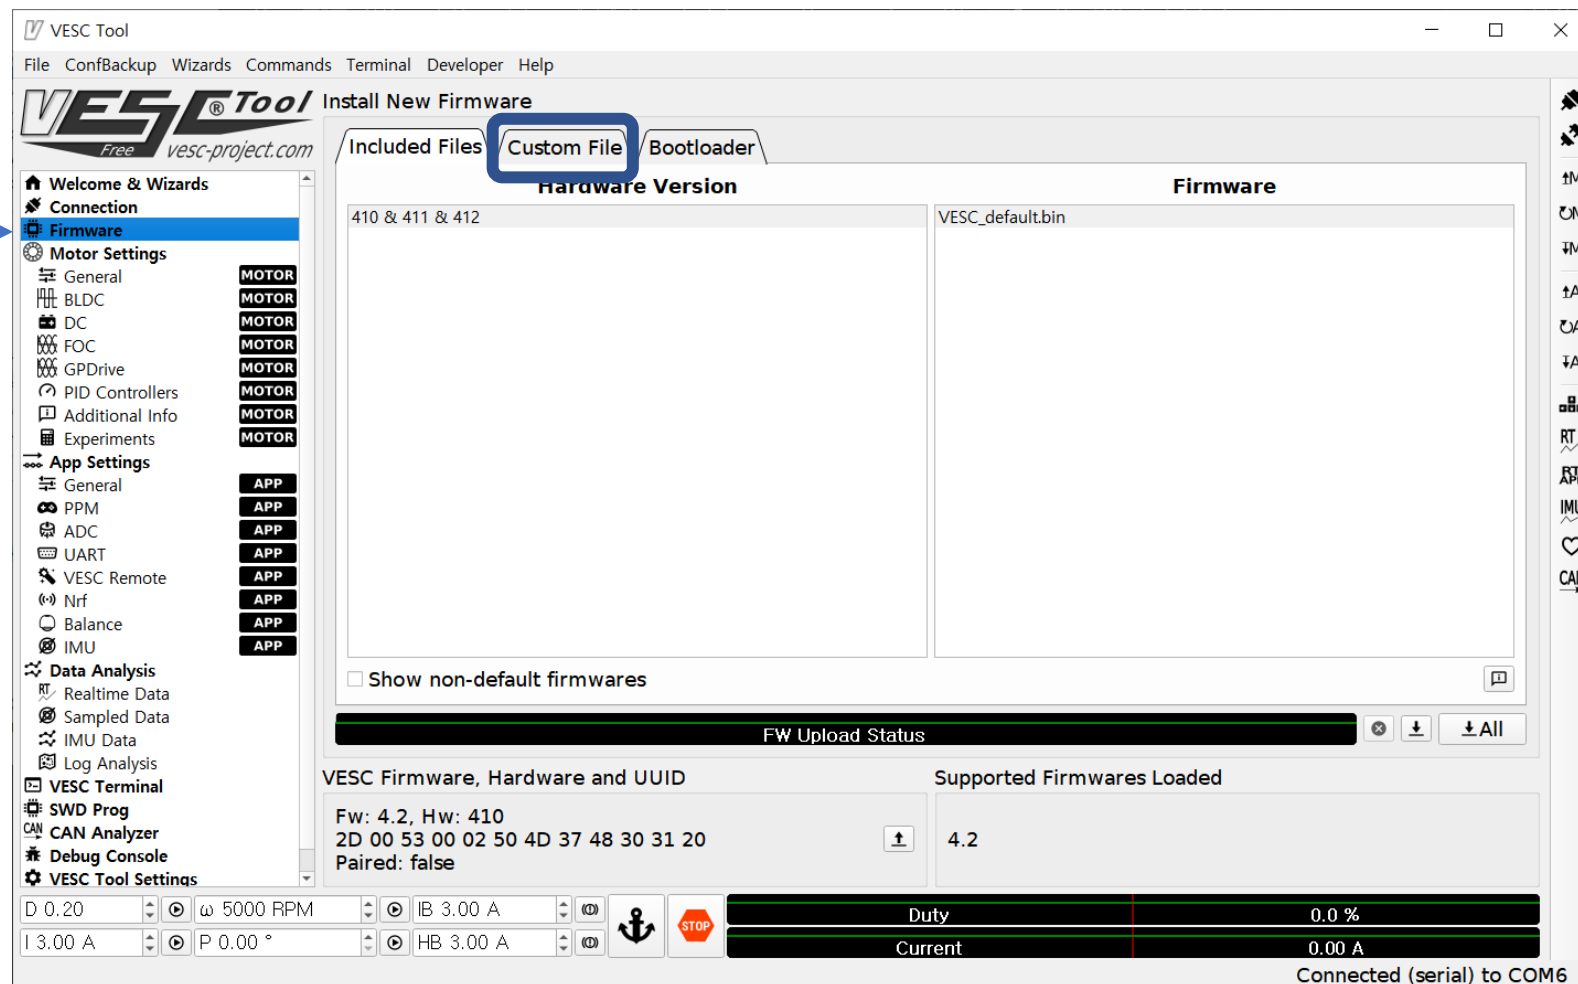 VESC Tool
File ConfBackup Wizards Commands Terminal Developer Help
VESC® Tool
Free vesc-project.com
Install New Firmware
Included Files Custom File Bootloader
Welcome & Wizards
Connection
Firmware
Motor Settings
General MOTOR
BLDC MOTOR
DC MOTOR
FOC MOTOR
GPDrive MOTOR
PID Controllers MOTOR
Additional Info MOTOR
Experiments MOTOR
App Settings
General APP
PPM APP
ADC APP
UART APP
VESC Remote APP
Nrf APP
Balance APP
IMU APP
Data Analysis
RT Realtime Data
Sampled Data
IMU Data
Log Analysis
VESC Terminal
SWD Prog
CAN CAN Analyzer
Debug Console
VESC Tool Settings
Hardware Version Firmware
410 & 411 & 412 VESC_default.bin
Show non-default firmwares
FW Upload Status
All
VESC Firmware, Hardware and UUID Supported Firmwares Loaded
Fw: 4.2, Hw: 410
2D 00 53 00 02 50 4D 37 48 30 31 20
Paired: false
4.2
D 0.20 ω 5000 RPM IB 3.00 A
I 3.00 A P 0.00 ° HB 3.00 A
STOP
Duty 0.0 %
Current 0.00 A
Connected (serial) to COM6
RT
RT
IMU
CAN